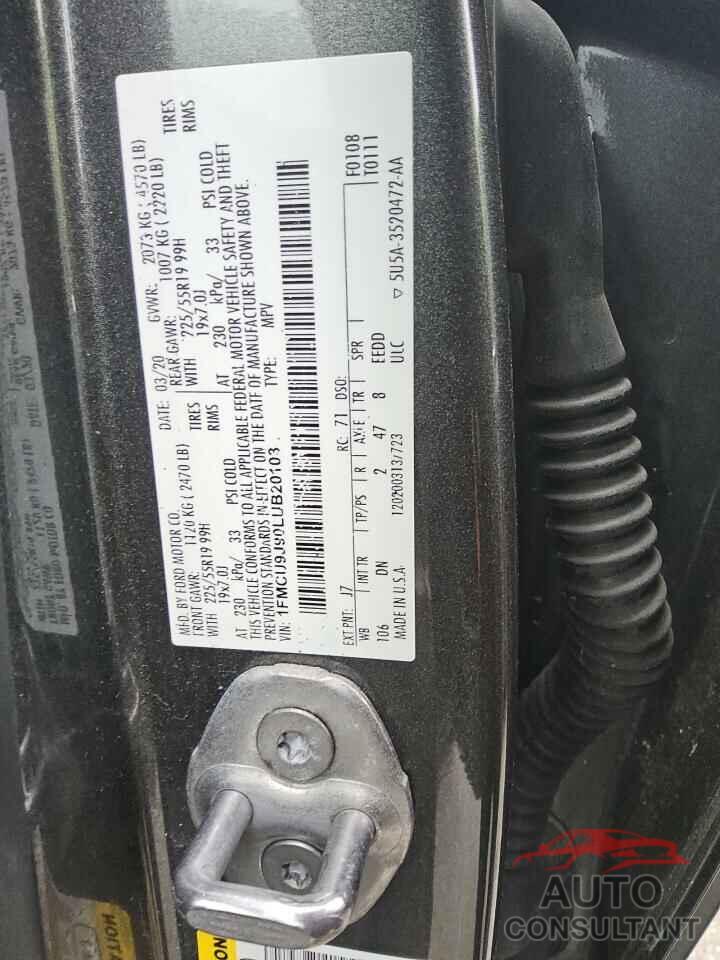 MFD. BY FORD MOTOR CO. DATE: 03/20 GVWR: 2073 KG ( 4570 LB)
FRONT GAWR: 1120 KG ( 2470 LB) REAR GAWR: 1007 KG ( 2220 LB)
WITH 225/55R19 99H TIRES WITH 225/55R19 99H TIRES
19x7.0J RIMS 19x7.0J RIMS
AT 230 kPa/ 33 PSI COLD AT 230 kPa/ 33 PSI COLD
THIS VEHICLE CONFORMS TO ALL APPLICABLE FEDERAL MOTOR VEHICLE SAFETY AND THEFT
PREVENTION STANDARDS IN EFFECT ON THE DATE OF MANUFACTURE SHOWN ABOVE.
VIN: 1FMCU9J90LUB20103 TYPE: MPV
F0108
T0111
EXT PNT: J7 RC: 71 DSO:
WB INT TR TP/PS R AXLE TR SPR
106 DN 2 47 8 EEDD
MADE IN U.S.A. 120200313/723 ULC 5U5A-3520472-AA
AUTO
CONSULTANT